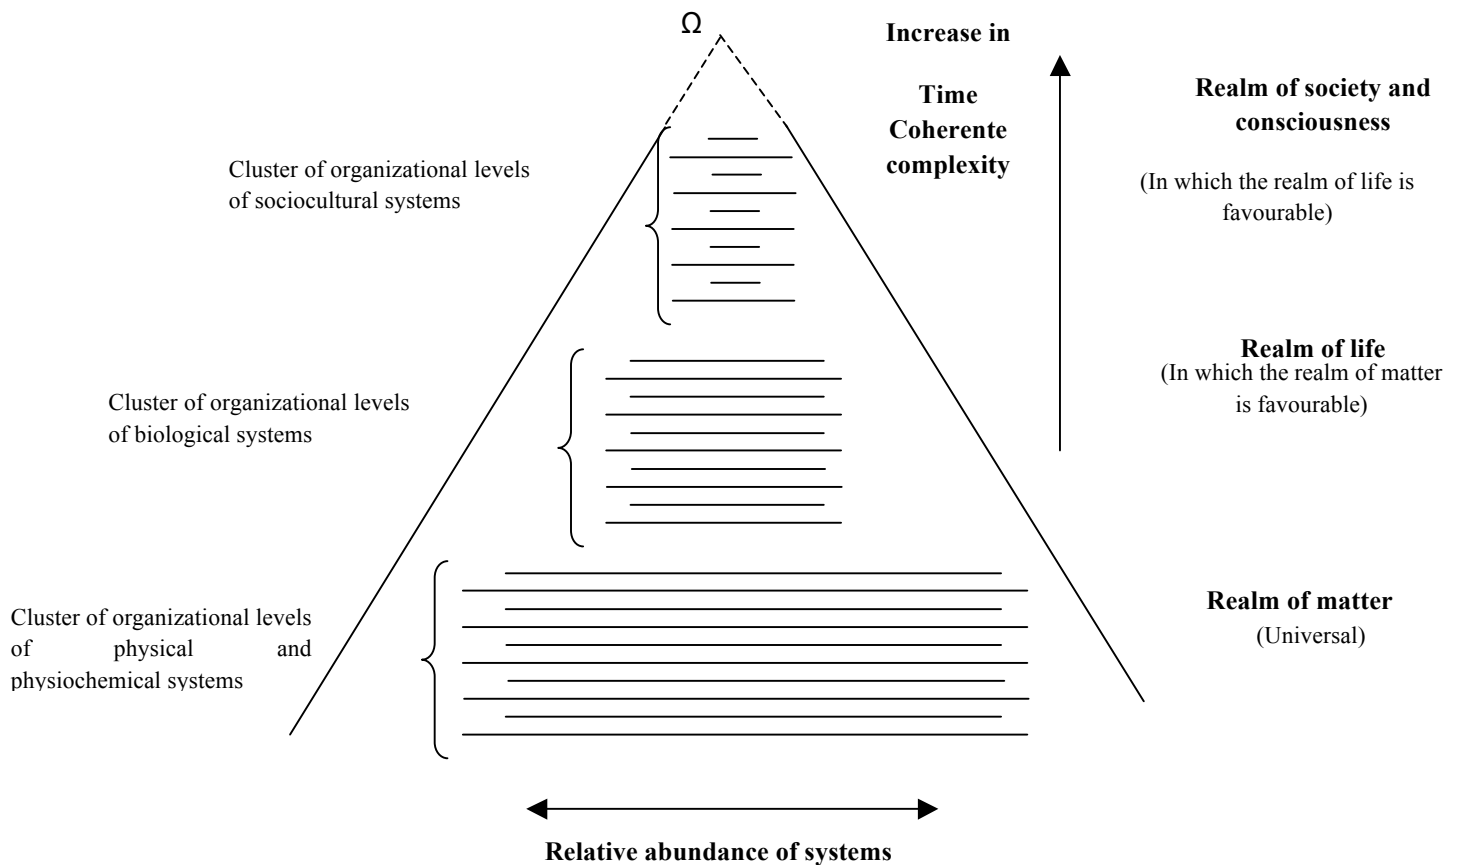 Ω
Increase in
Time
Coherente
complexity
Realm of society and
consciousness
(In which the realm of life is
favourable)
Cluster of organizational levels
of sociocultural systems
Realm of life
(In which the realm of matter
is favourable)
Cluster of organizational levels
of biological systems
Realm of matter
(Universal)
Cluster of organizational levels
of physical and
physiochemical systems
Relative abundance of systems